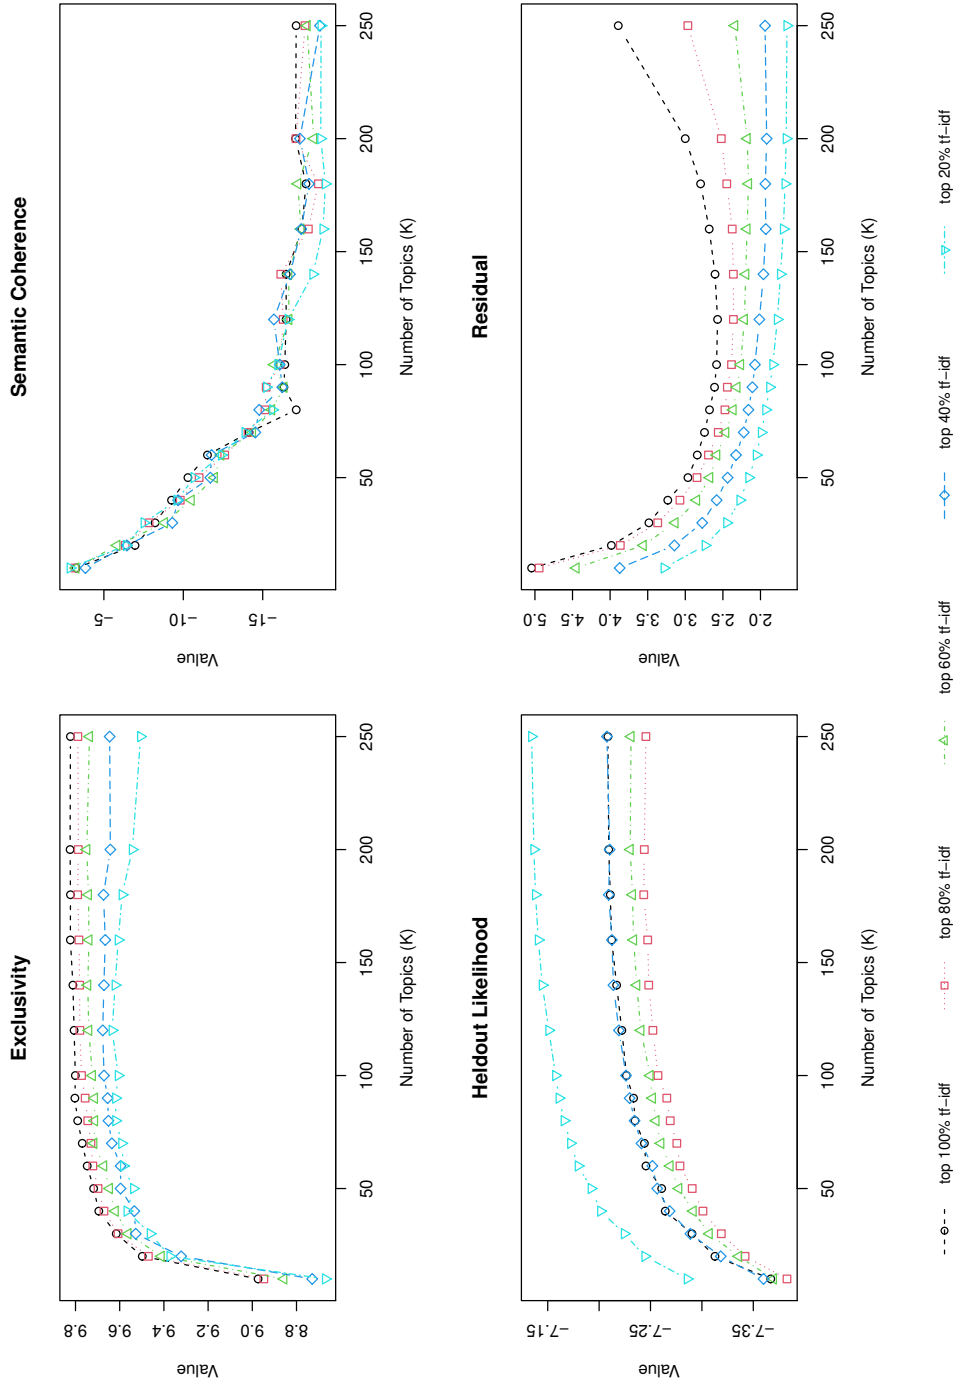 Exclusivity
Value
9.8
9.6
9.4
9.2
9.0
8.8
50
100
150
200
250
Number of Topics (K)
Semantic Coherence
Value
−5
−10
−15
50
100
150
200
250
Number of Topics (K)
Heldout Likelihood
Value
−7.15
−7.25
−7.35
50
100
150
200
250
Number of Topics (K)
Residual
Value
5.0
4.5
4.0
3.5
3.0
2.5
2.0
50
100
150
200
250
Number of Topics (K)
top 100% tf−idf
top 80% tf−idf
top 60% tf−idf
top 40% tf−idf
top 20% tf−idf